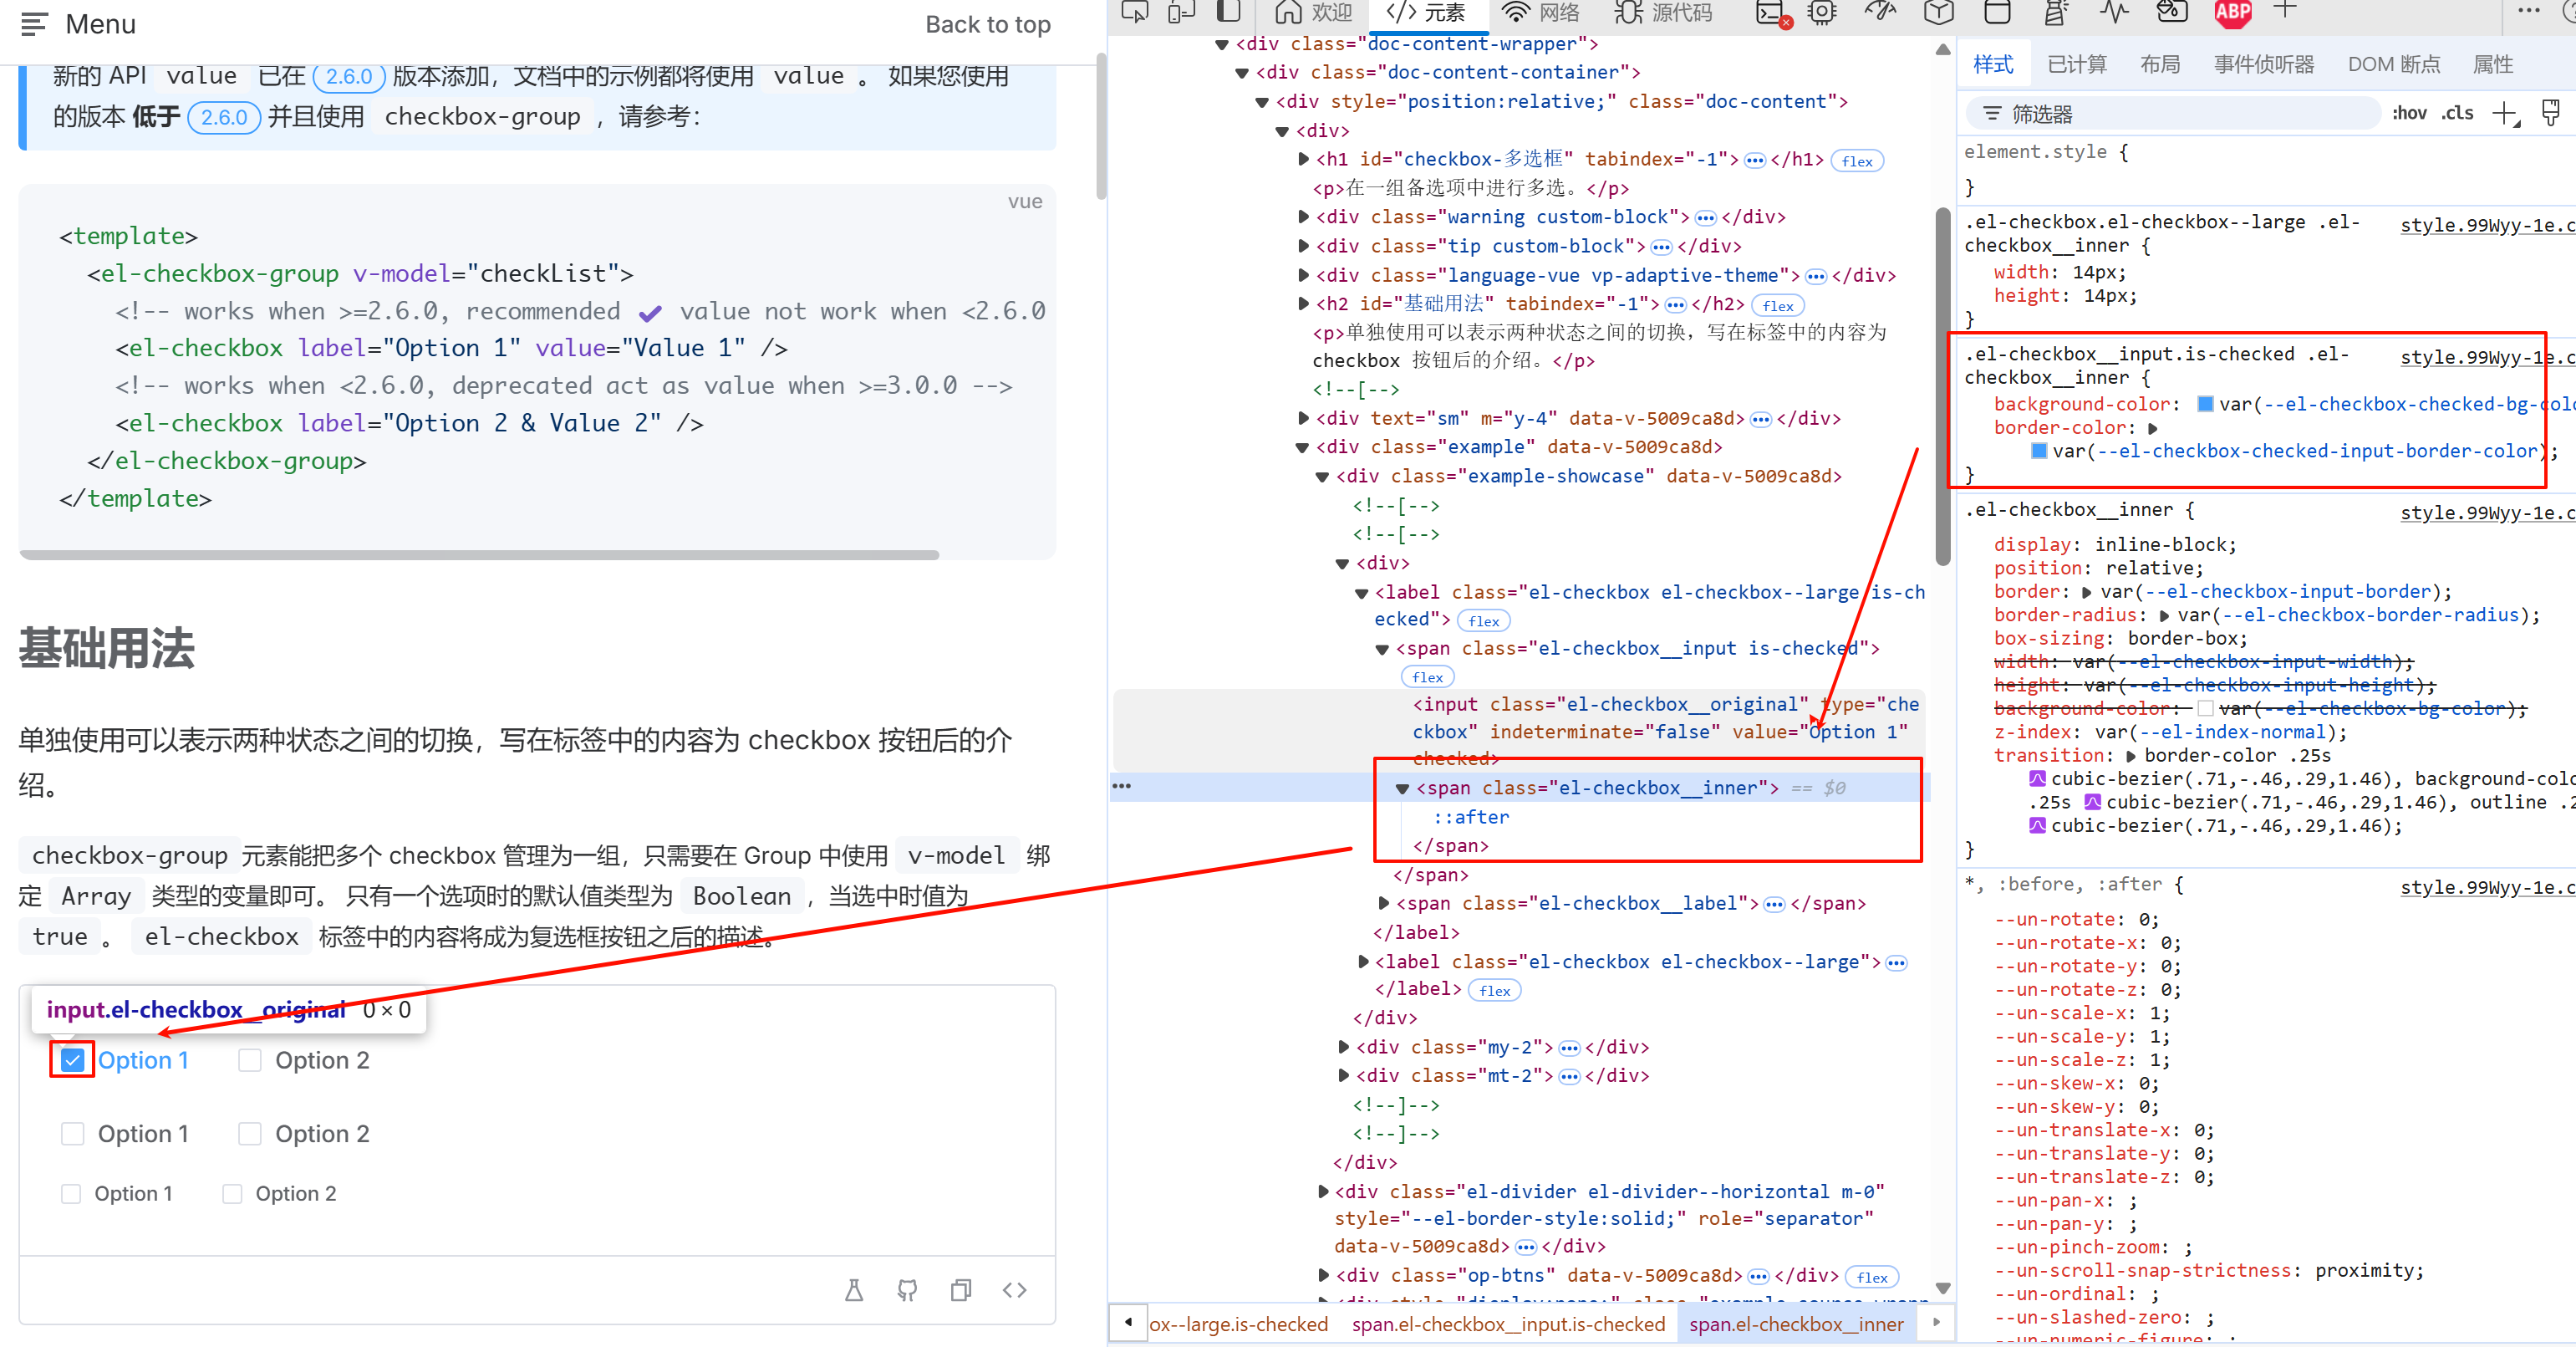 Menu
Back to top
新的 API value 已在 2.6.0 版本添加，文档中的示例都将使用 value 。 如果您使用
的版本 低于 2.6.0 并且使用 checkbox-group ，请参考：
vue
<template>
<el-checkbox-group v-model="checkList">
<!-- works when >=2.6.0, recommended ✔ value not work when <2.6.0
<el-checkbox label="Option 1" value="Value 1" />
<!-- works when <2.6.0, deprecated act as value when >=3.0.0 -->
<el-checkbox label="Option 2 & Value 2" />
</el-checkbox-group>
</template>
基础用法
单独使用可以表示两种状态之间的切换，写在标签中的内容为 checkbox 按钮后的介
绍。
checkbox-group 元素能把多个 checkbox 管理为一组，只需要在 Group 中使用 v-model 绑
定 Array 类型的变量即可。 只有一个选项时的默认值类型为 Boolean ，当选中时值为
true 。 el-checkbox 标签中的内容将成为复选框按钮之后的描述。
input.el-checkbox__original 0 × 0
Option 1 Option 2
Option 1 Option 2
Option 1 Option 2
欢迎 </> 元素 网络 源代码 ABP
<div class="doc-content-wrapper">
<div class="doc-content-container">
<div style="position:relative;" class="doc-content">
<div>
<h1 id="checkbox-多选框" tabindex="-1">•••</h1> flex
<p>在一组备选项中进行多选。</p>
<div class="warning custom-block">•••</div>
<div class="tip custom-block">•••</div>
<div class="language-vue vp-adaptive-theme">•••</div>
<h2 id="基础用法" tabindex="-1">•••</h2> flex
<p>单独使用可以表示两种状态之间的切换，写在标签中的内容为
checkbox 按钮后的介绍。</p>
<!--[-->
<div text="sm" m="y-4" data-v-5009ca8d>•••</div>
<div class="example" data-v-5009ca8d>
<div class="example-showcase" data-v-5009ca8d>
<!--[-->
<!--[-->
<div>
<label class="el-checkbox el-checkbox--large is-ch
ecked"> flex
<span class="el-checkbox__input is-checked">
flex
<input class="el-checkbox__original" type="che
ckbox" indeterminate="false" value="Option 1"
checked>
<span class="el-checkbox__inner"> == $0
::after
</span>
</span>
<span class="el-checkbox__label">•••</span>
</label>
<label class="el-checkbox el-checkbox--large">•••
</label> flex
</div>
<div class="my-2">•••</div>
<div class="mt-2">•••</div>
<!--]-->
<!--]-->
</div>
<div class="el-divider el-divider--horizontal m-0"
style="--el-border-style:solid;" role="separator"
data-v-5009ca8d>•••</div>
<div class="op-btns" data-v-5009ca8d>•••</div> flex
ox--large.is-checked span.el-checkbox__input.is-checked span.el-checkbox__inner
样式 已计算 布局 事件侦听器 DOM 断点 属性
筛选器 :hov .cls
element.style {
}
.el-checkbox.el-checkbox--large .el- style.99Wyy-1e.c
checkbox__inner {
width: 14px;
height: 14px;
}
.el-checkbox__input.is-checked .el- style.99Wyy-1e.c
checkbox__inner {
background-color: var(--el-checkbox-checked-bg-colo
border-color:
var(--el-checkbox-checked-input-border-color);
}
.el-checkbox__inner { style.99Wyy-1e.c
display: inline-block;
position: relative;
border: var(--el-checkbox-input-border);
border-radius: var(--el-checkbox-border-radius);
box-sizing: border-box;
width: var(--el-checkbox-input-width);
height: var(--el-checkbox-input-height);
background-color: var(--el-checkbox-bg-color);
z-index: var(--el-index-normal);
transition: border-color .25s
cubic-bezier(.71,-.46,.29,1.46), background-colo
.25s cubic-bezier(.71,-.46,.29,1.46), outline .2
cubic-bezier(.71,-.46,.29,1.46);
}
*, :before, :after { style.99Wyy-1e.c
--un-rotate: 0;
--un-rotate-x: 0;
--un-rotate-y: 0;
--un-rotate-z: 0;
--un-scale-x: 1;
--un-scale-y: 1;
--un-scale-z: 1;
--un-skew-x: 0;
--un-skew-y: 0;
--un-translate-x: 0;
--un-translate-y: 0;
--un-translate-z: 0;
--un-pan-x: ;
--un-pan-y: ;
--un-pinch-zoom: ;
--un-scroll-snap-strictness: proximity;
--un-ordinal: ;
--un-slashed-zero: ;
--un-numeric-figure: ;